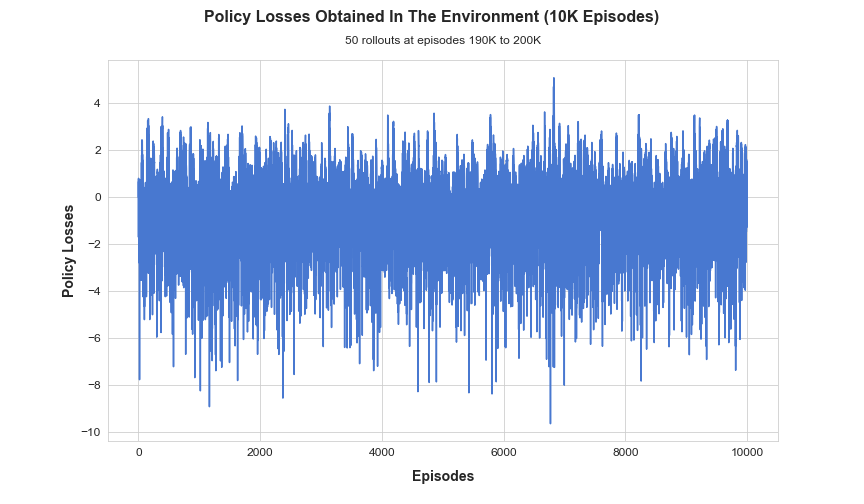 Policy Losses Obtained In The Environment (10K Episodes)
50 rollouts at episodes 190K to 200K
4
2
0
−2
−4
−6
−8
−10
Policy Losses
0 2000 4000 6000 8000 10000
Episodes